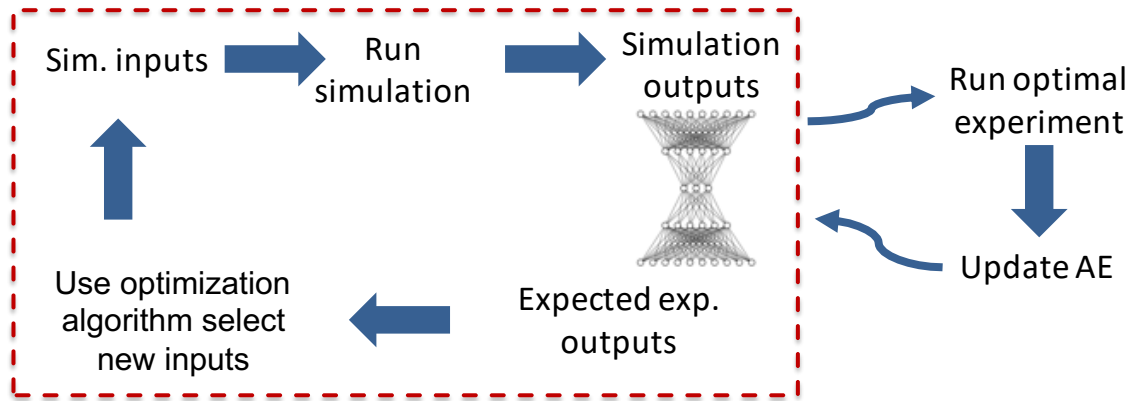 Sim. inputs
Run
simulation
Simulation
outputs
Run optimal
experiment
Update AE
Expected exp.
outputs
Use optimization
algorithm select
new inputs